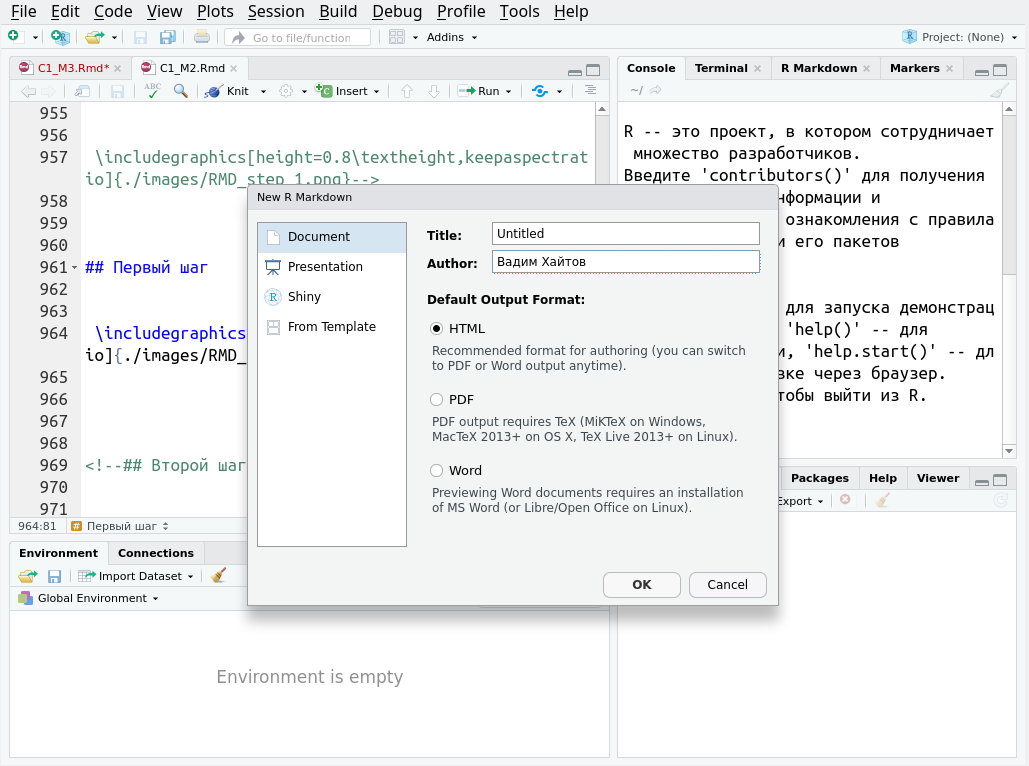 File Edit Code View Plots Session Build Debug Profile Tools Help
Go to file/function Addins Project: (None)
C1_M3.Rmd* C1_M2.Rmd
ABC Knit Insert Run
955
956
957 \includegraphics[height=0.8\textheight,keepaspectrat
io]{./images/RMD_step_1.png}-->
958
959
960
961 ## Первый шаг
962
963
964 \includegraphics
io]{./images/RMD_
965
966
967
968
969 <!--## Второй шаг
970
971
964:81 # Первый шаг
Console Terminal R Markdown Markers
~/
R -- это проект, в котором сотрудничает
множество разработчиков.
Введите 'contributors()' для получения
нформации и
ознакомления с правила
и его пакетов
для запуска демонстрац
'help()' -- для
и, 'help.start()' -- дл
вке через браузер.
тобы выйти из R.
New R Markdown
Document
Presentation
R Shiny
From Template
Title: Untitled
Author: Вадим Хайтов
Default Output Format:
HTML
Recommended format for authoring (you can switch
to PDF or Word output anytime).
PDF
PDF output requires TeX (MiKTeX on Windows,
MacTeX 2013+ on OS X, TeX Live 2013+ on Linux).
Word
Previewing Word documents requires an installation
of MS Word (or Libre/Open Office on Linux).
OK Cancel
Environment Connections
Import Dataset
Global Environment
Environment is empty
Packages Help Viewer
Export